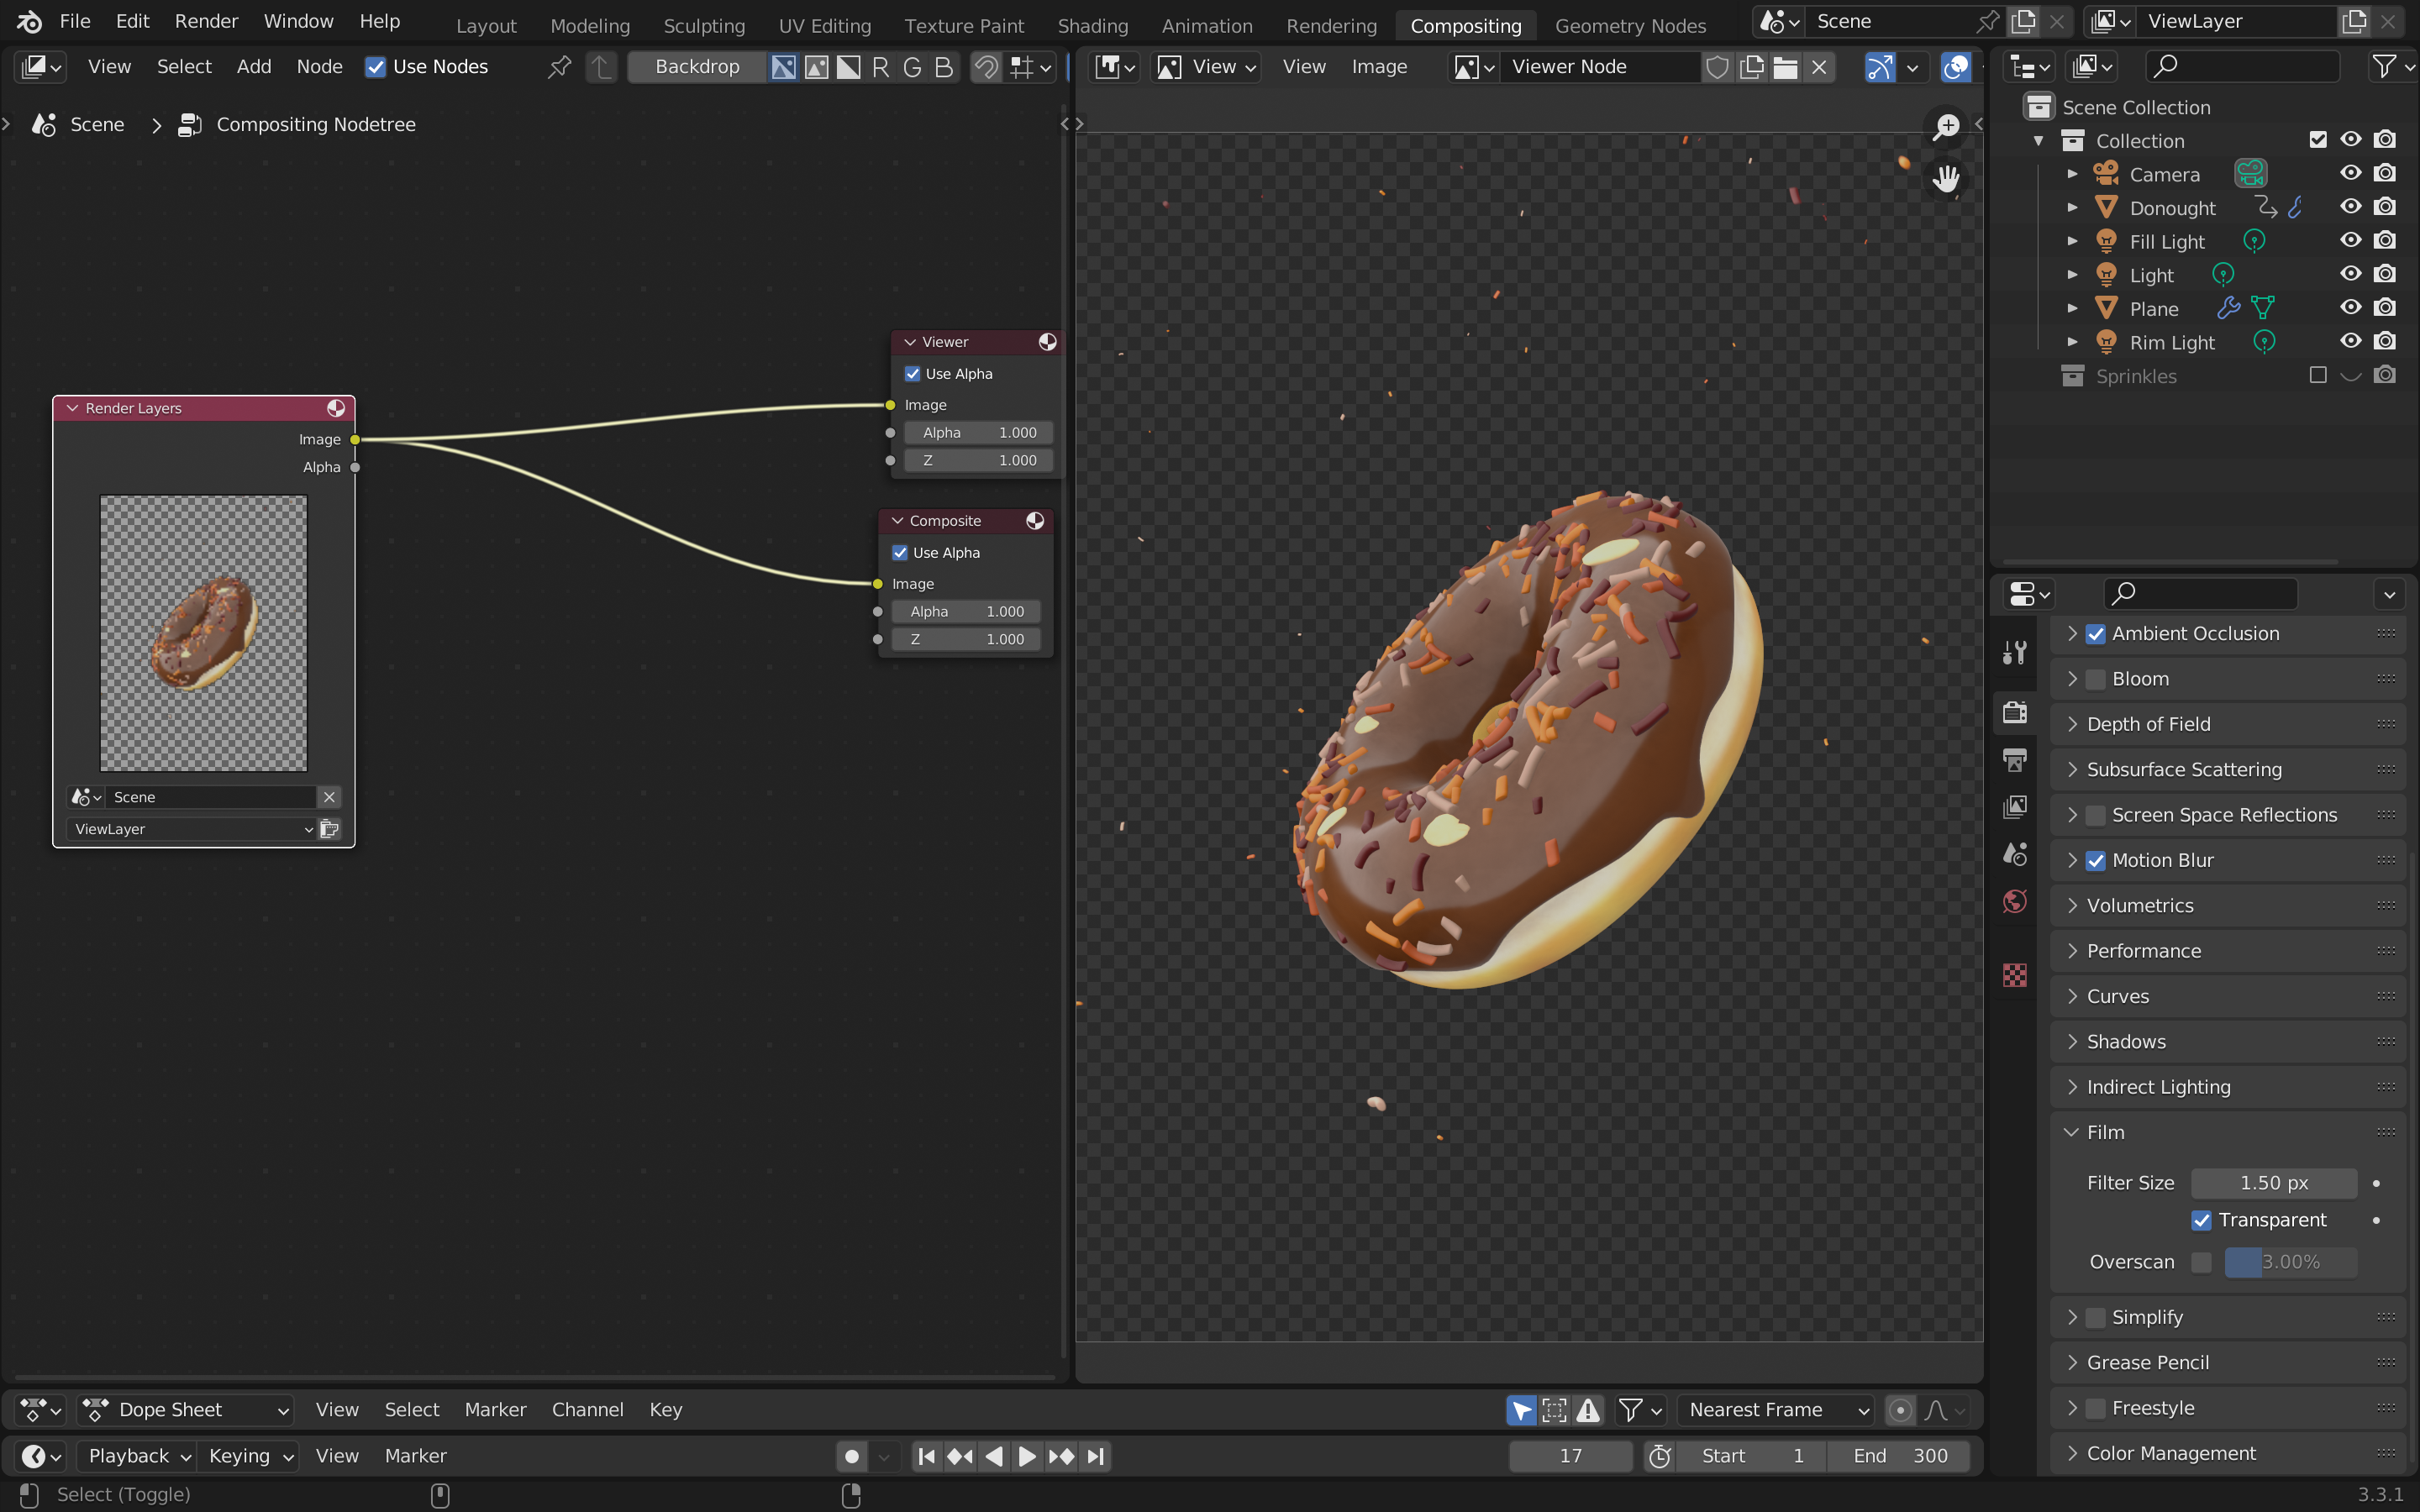 File Edit Render Window Help Layout Modeling Sculpting UV Editing Texture Paint Shading Animation Rendering Compositing Geometry Nodes Scene ViewLayer
View Select Add Node Use Nodes Backdrop R G B View View Image Viewer Node
Scene Compositing Nodetree
Scene Collection
Collection
Camera
Donought
Fill Light
Light
Plane
Rim Light
Sprinkles
Viewer
Use Alpha
Image
Alpha 1.000
Z 1.000
Render Layers
Image
Alpha
Scene
ViewLayer
Composite
Use Alpha
Image
Alpha 1.000
Z 1.000
Ambient Occlusion
Bloom
Depth of Field
Subsurface Scattering
Screen Space Reflections
Motion Blur
Volumetrics
Performance
Curves
Shadows
Indirect Lighting
Film
Filter Size 1.50 px
Transparent
Overscan 3.00%
Simplify
Grease Pencil
Freestyle
Color Management
Dope Sheet View Select Marker Channel Key Nearest Frame
Playback Keying View Marker 17 Start 1 End 300
Select (Toggle) 3.3.1